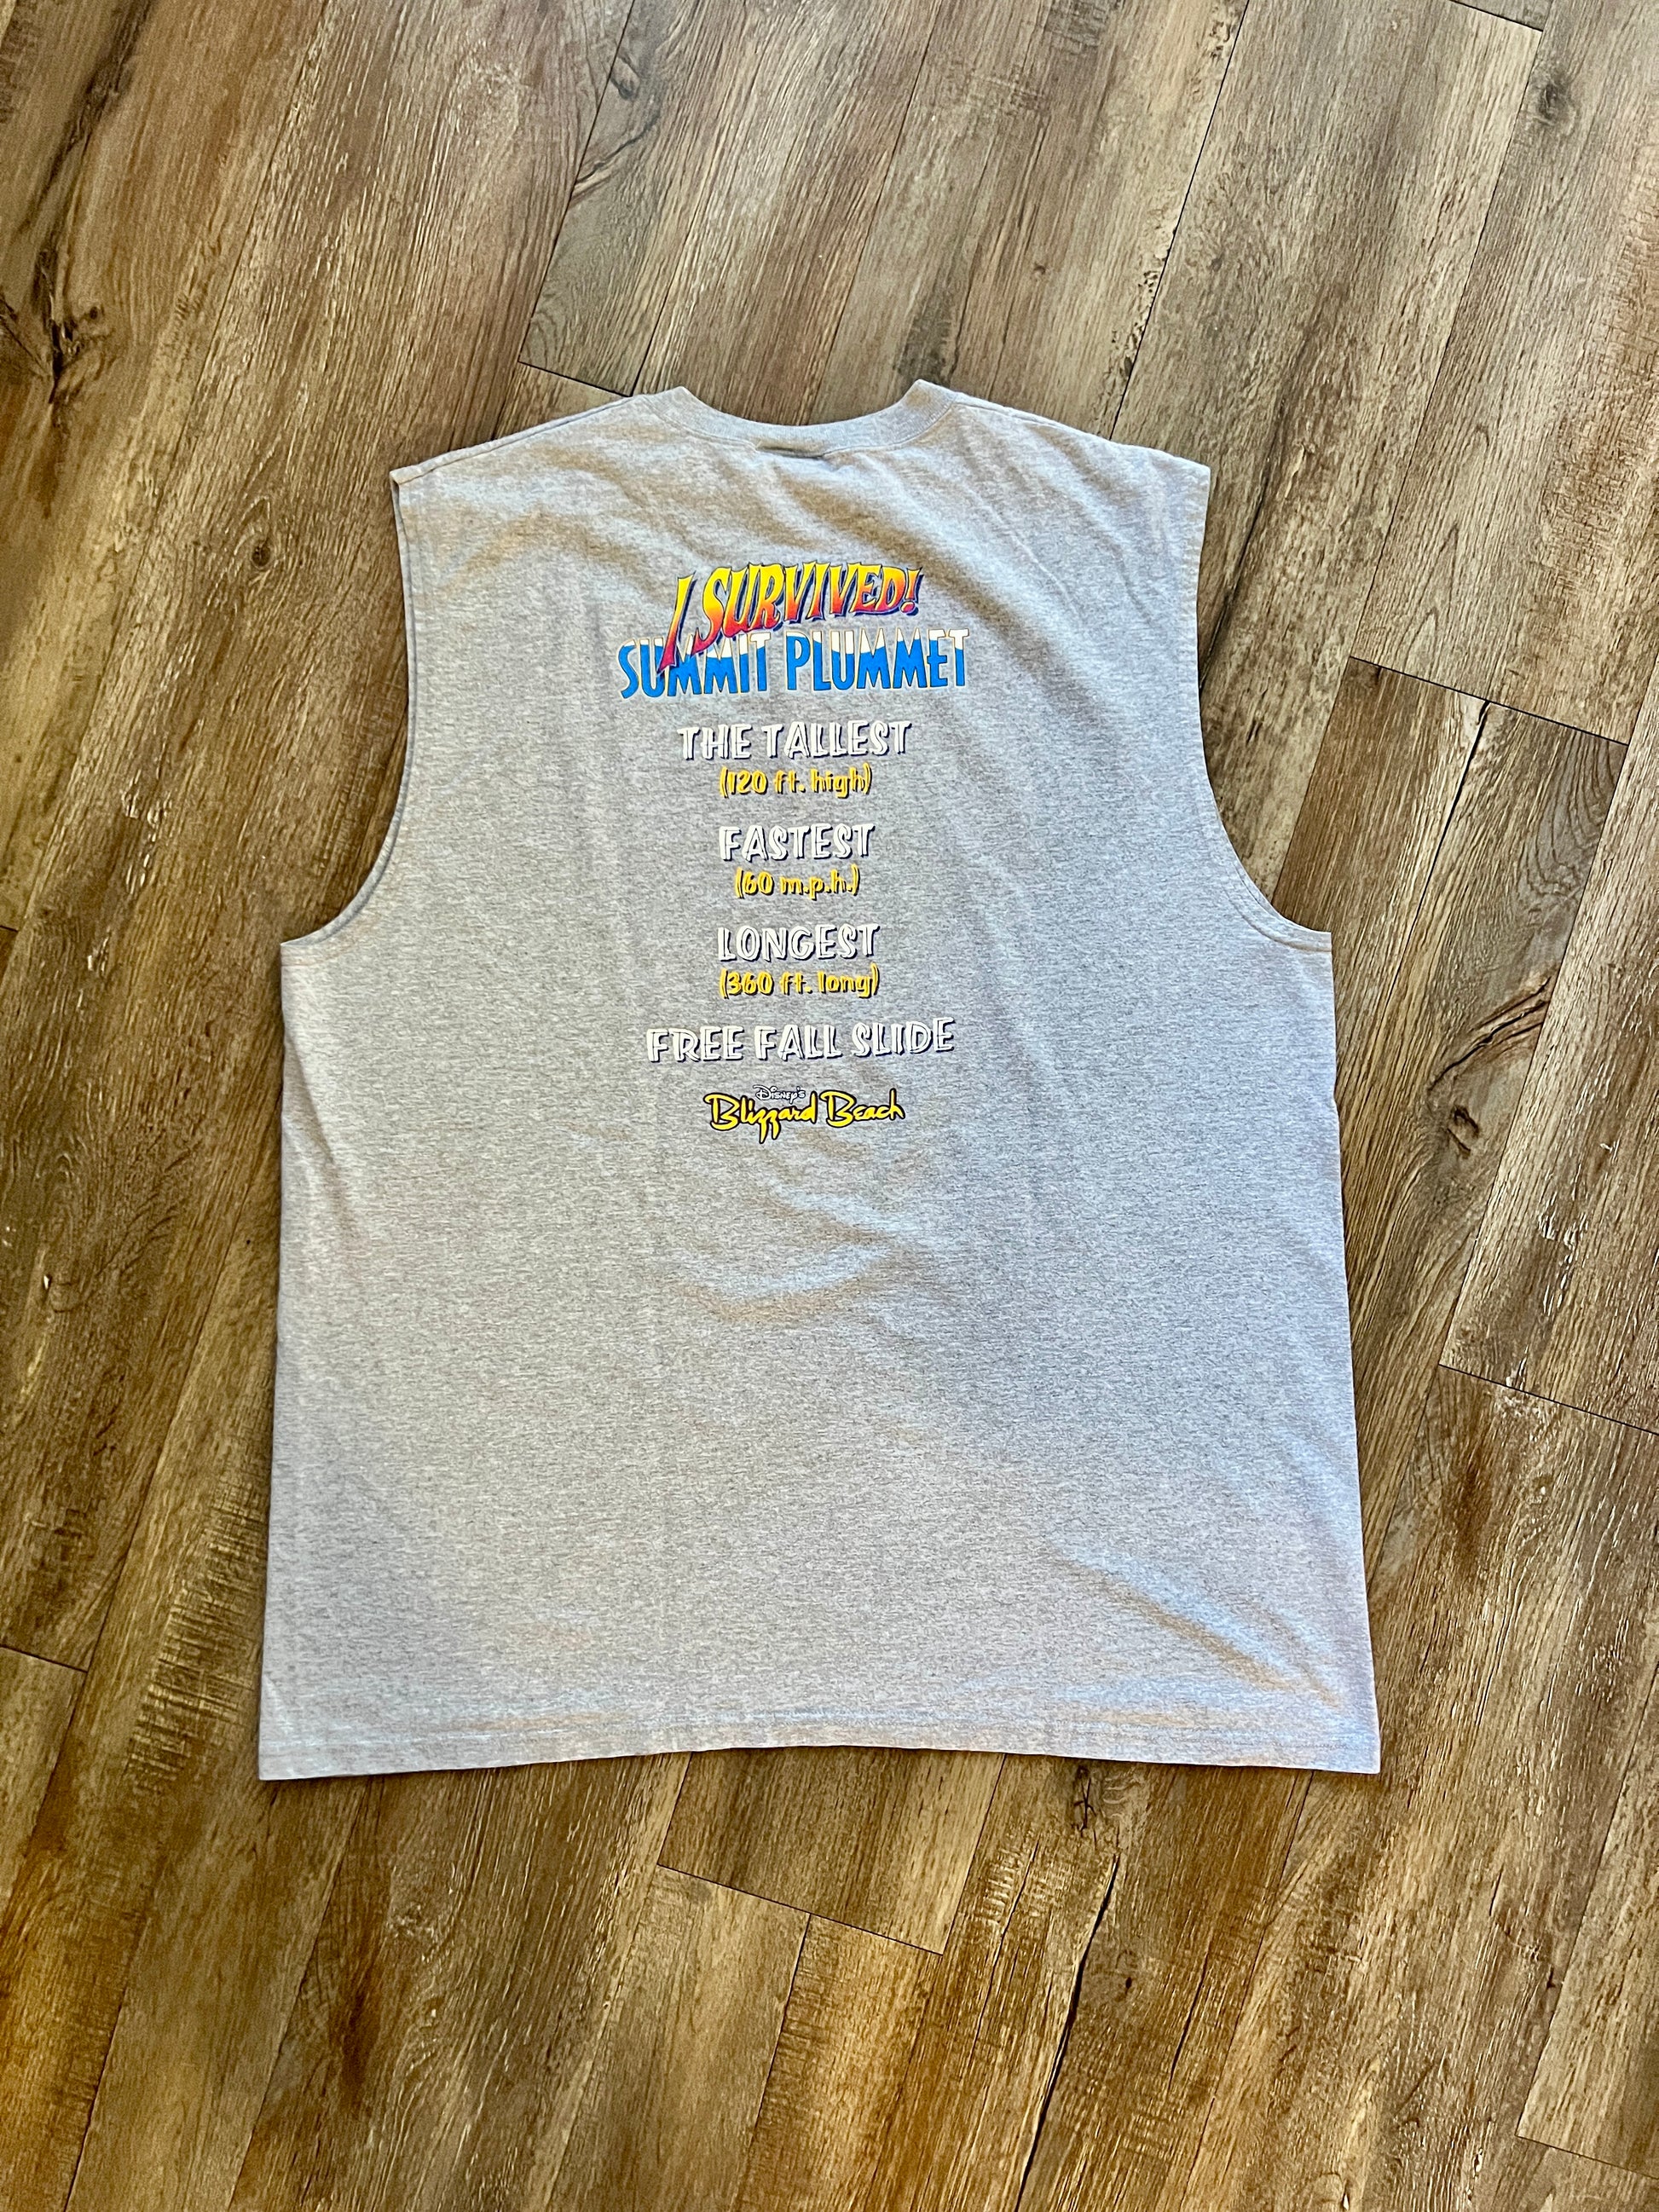 I SURVIVED!
SUMMIT PLUMMET
THE TALLEST
(120 ft. high)
FASTEST
(60 m.p.h.)
LONGEST
(360 ft. long)
FREE FALL SLIDE
Disney's
Blizzard Beach